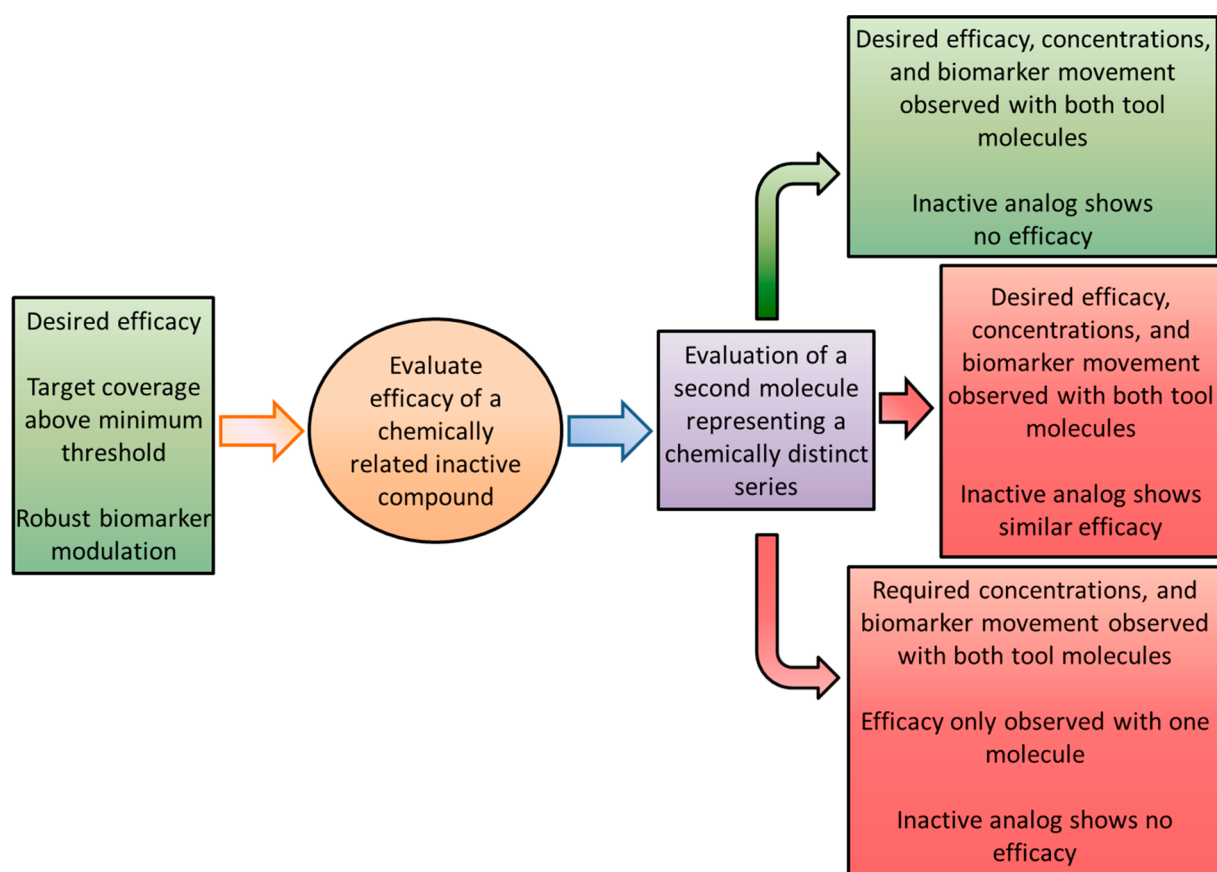 Desired efficacy
Target coverage
above minimum
threshold
Robust biomarker
modulation
Evaluate
efficacy of a
chemically
related inactive
compound
Evaluation of a
second molecule
representing a
chemically distinct
series
Desired efficacy, concentrations,
and biomarker movement
observed with both tool
molecules
Inactive analog shows
no efficacy
Desired efficacy,
concentrations, and
biomarker movement
observed with both tool
molecules
Inactive analog shows
similar efficacy
Required concentrations, and
biomarker movement observed
with both tool molecules
Efficacy only observed with one
molecule
Inactive analog shows no
efficacy